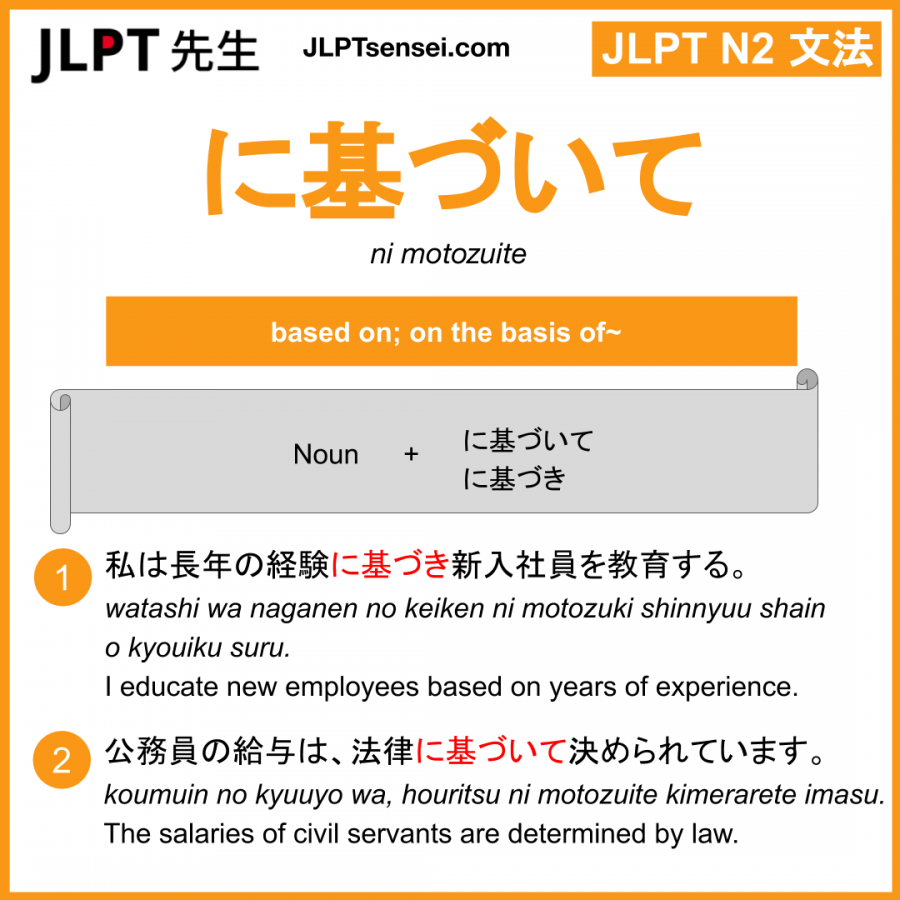 JLPT 先生
JLPTsensei.com
JLPT N2 文法
に基づいて
ni motozuite
based on; on the basis of~
Noun + に基づいて
に基づき
1 私は長年の経験に基づき新入社員を教育する。
watashi wa naganen no keiken ni motozuki shinnyuu shain
o kyouiku suru.
I educate new employees based on years of experience.
2 公務員の給与は、法律に基づいて決められています。
koumuin no kyuuyo wa, houritsu ni motozuite kimerarete imasu.
The salaries of civil servants are determined by law.